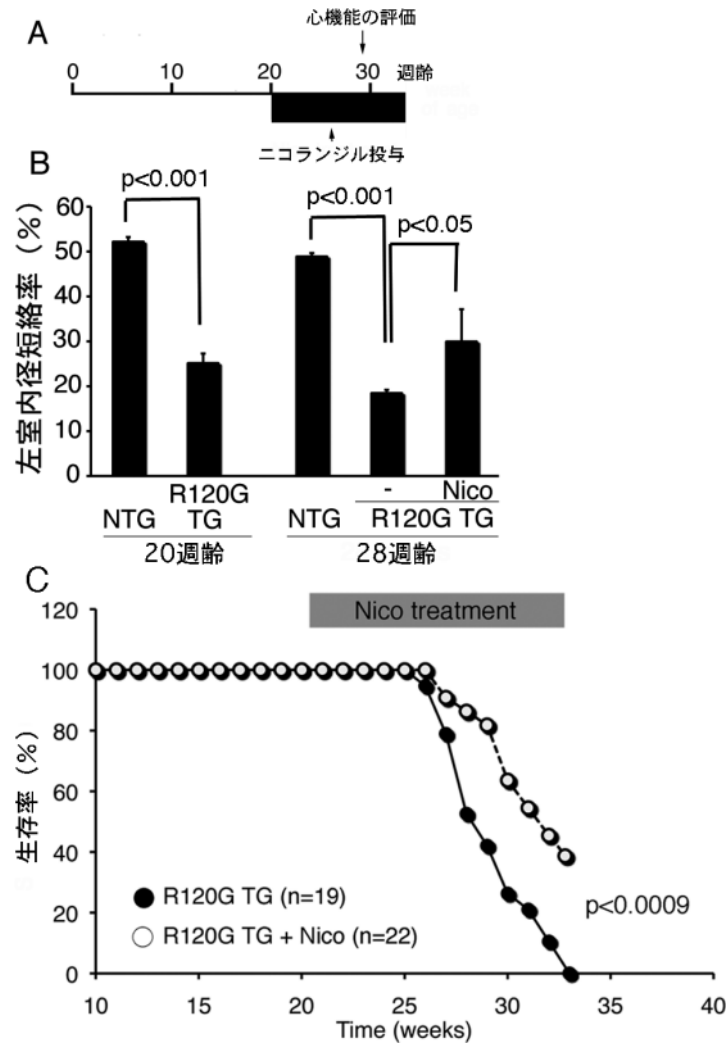 A
心機能の評価
0
10
20
30
週齢
ニコランジル投与
B
p<0.001
p<0.001
p<0.05
左室内径短絡率（%）
60
50
40
30
20
10
0
NTG
R120G
TG
20週齢
NTG
-
Nico
R120G TG
28週齢
C
Nico treatment
生存率（%）
120
100
80
60
40
20
0
R120G TG (n=19)
R120G TG + Nico (n=22)
p<0.0009
10 15 20 25 30 35 40
Time (weeks)